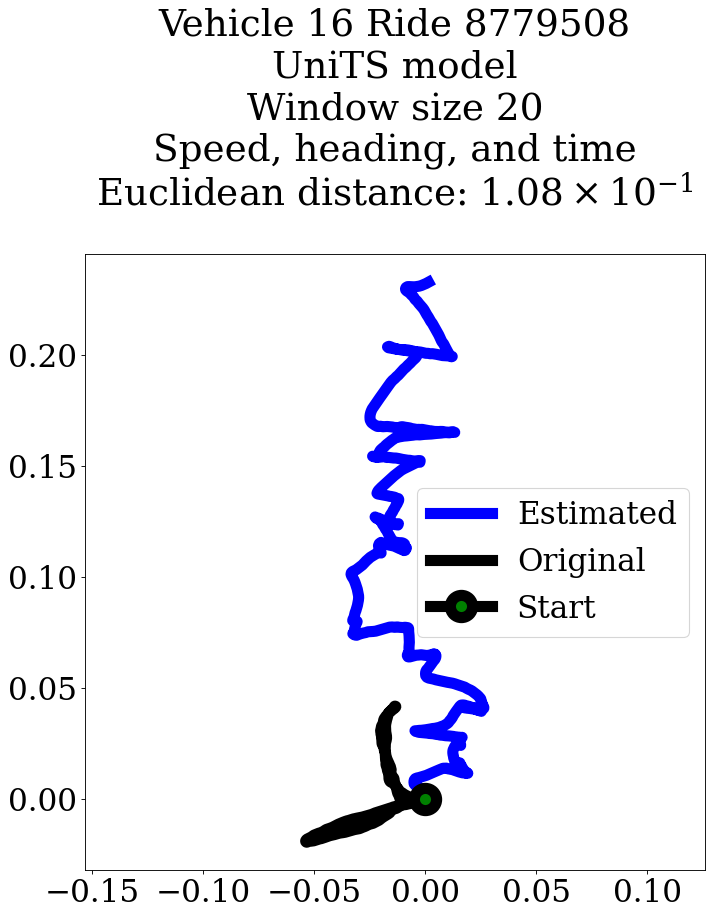 Vehicle 16 Ride 8779508
UniTS model
Window size 20
Speed, heading, and time
Euclidean distance: 1.08 × 10⁻¹
0.20
0.15
0.10
0.05
0.00
Estimated
Original
Start
−0.15 −0.10 −0.05 0.00 0.05 0.10